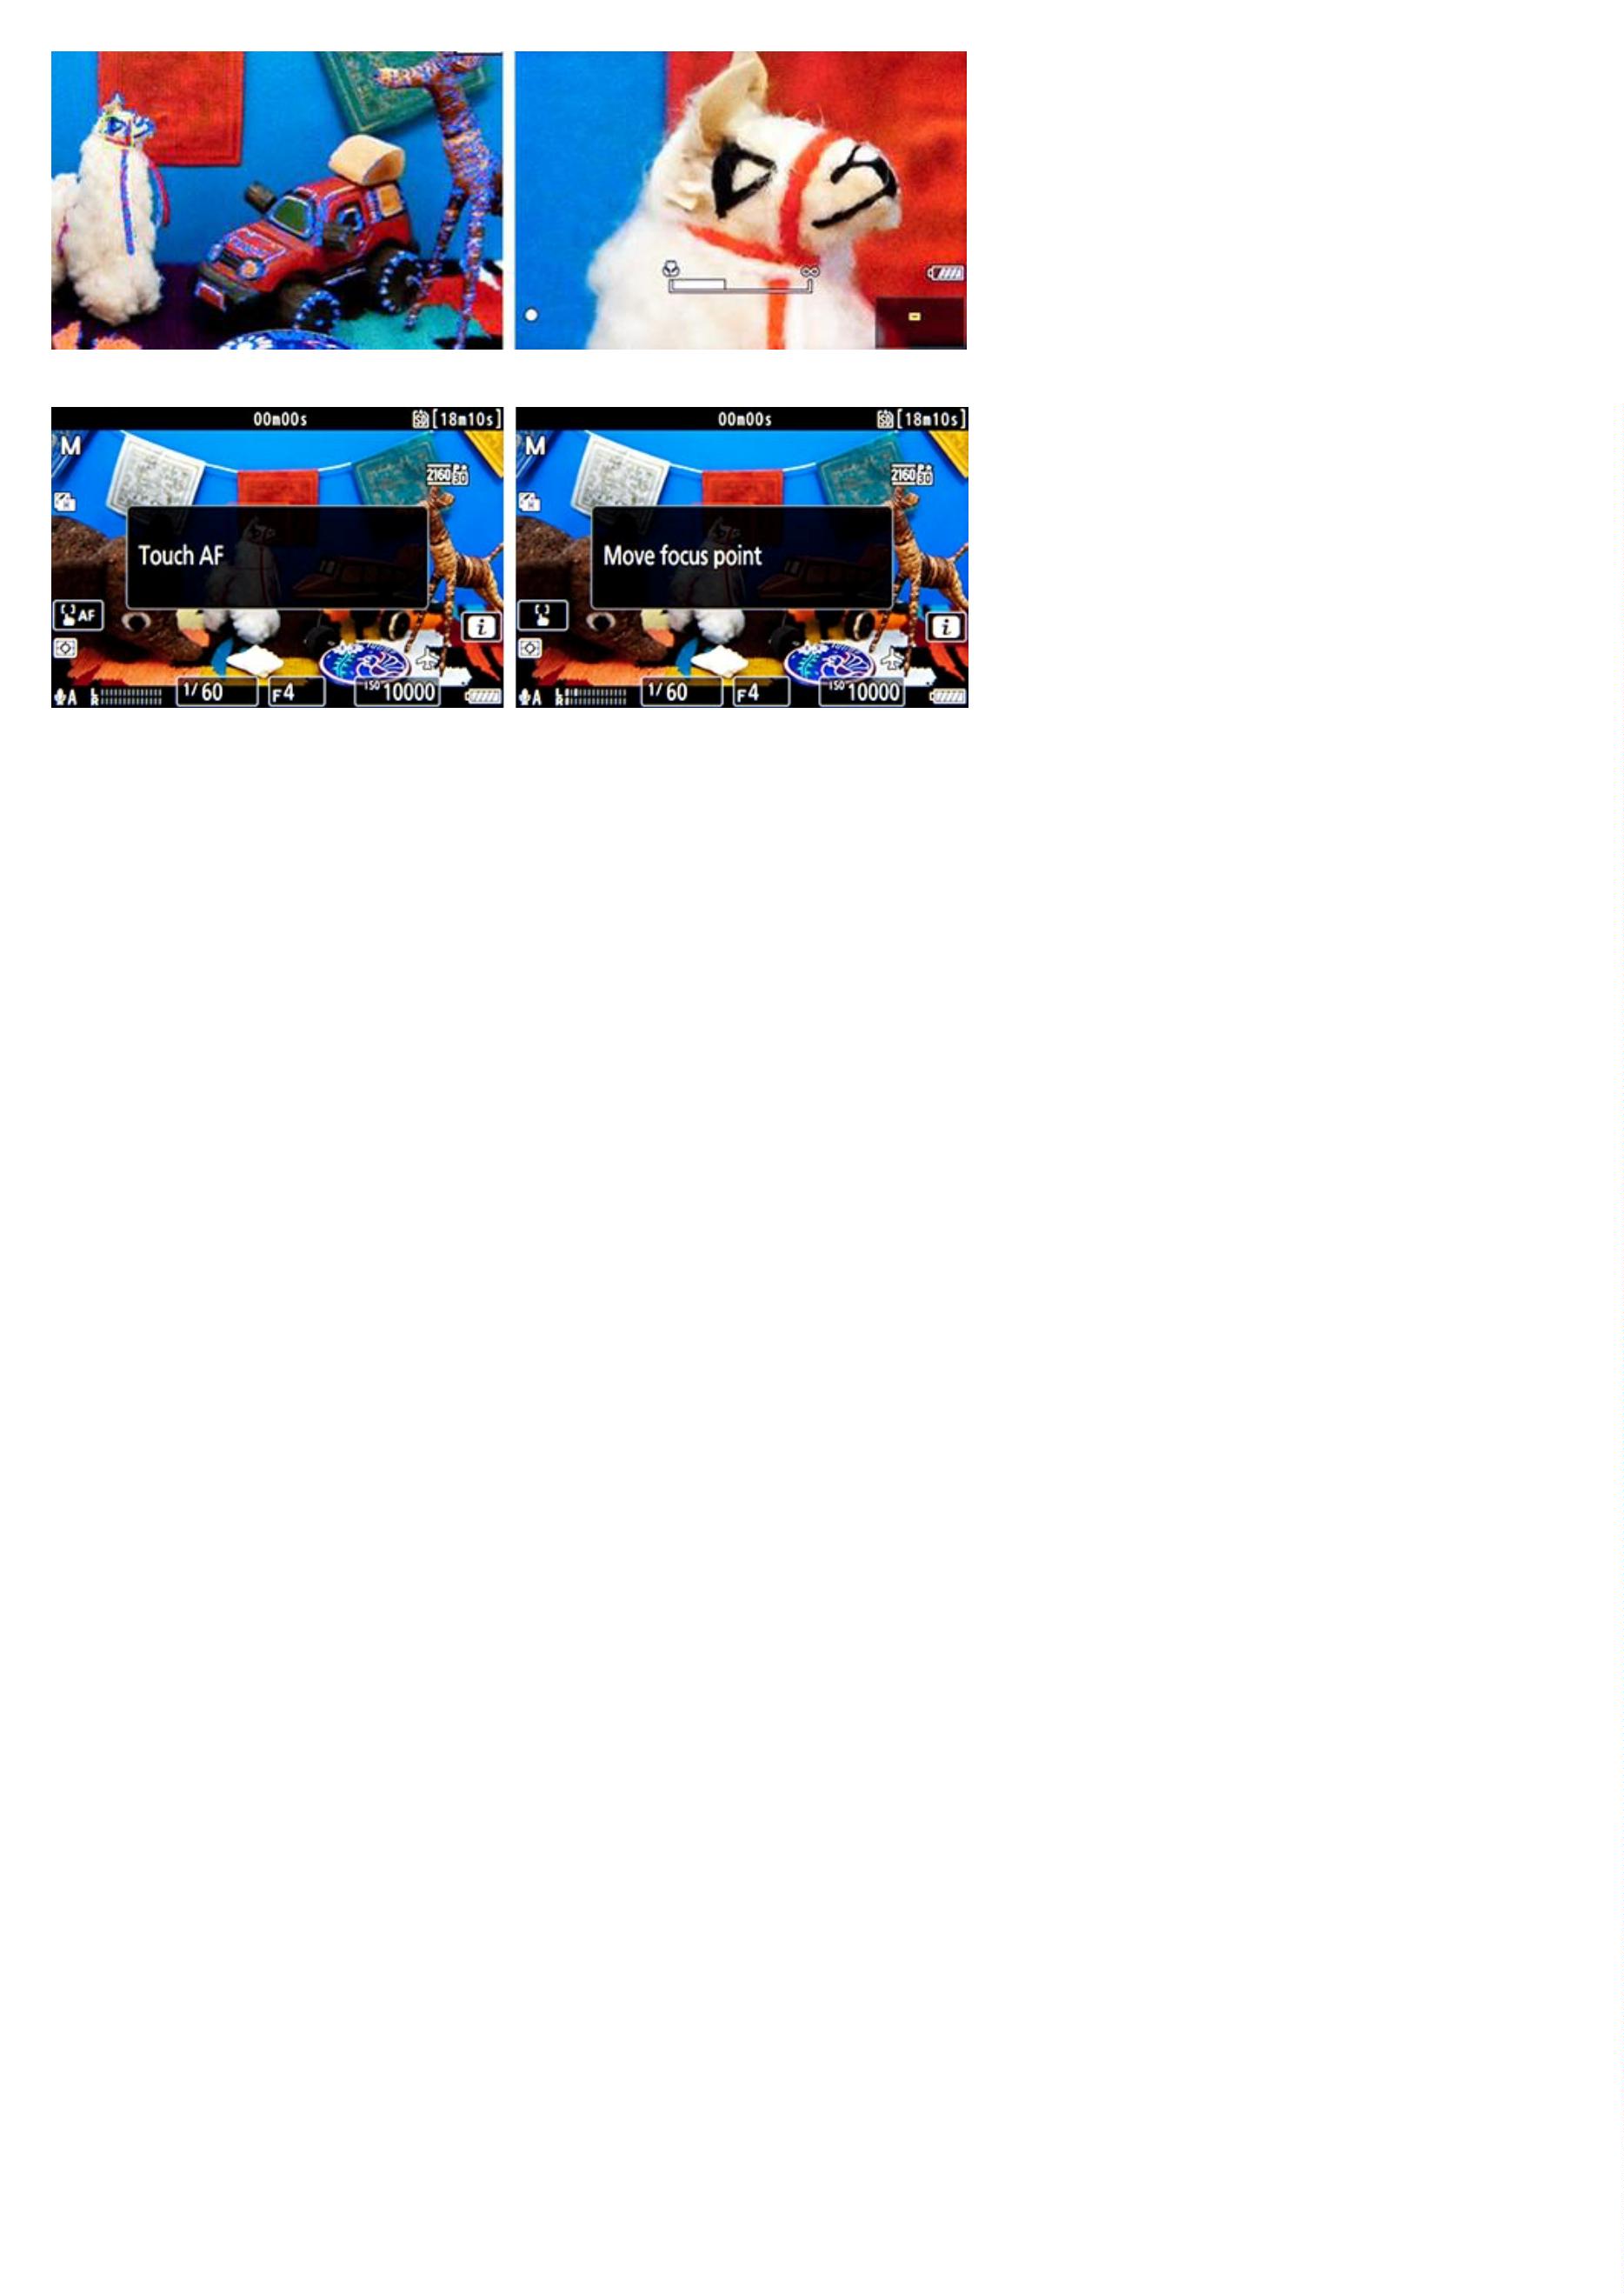 00m00s [18m10s]
M
2160 30
Touch AF
AF
i
A L R 1/60 F4 ISO 10000
00m00s [18m10s]
M
2160 30
Move focus point
i
A L R 1/60 F4 ISO 10000